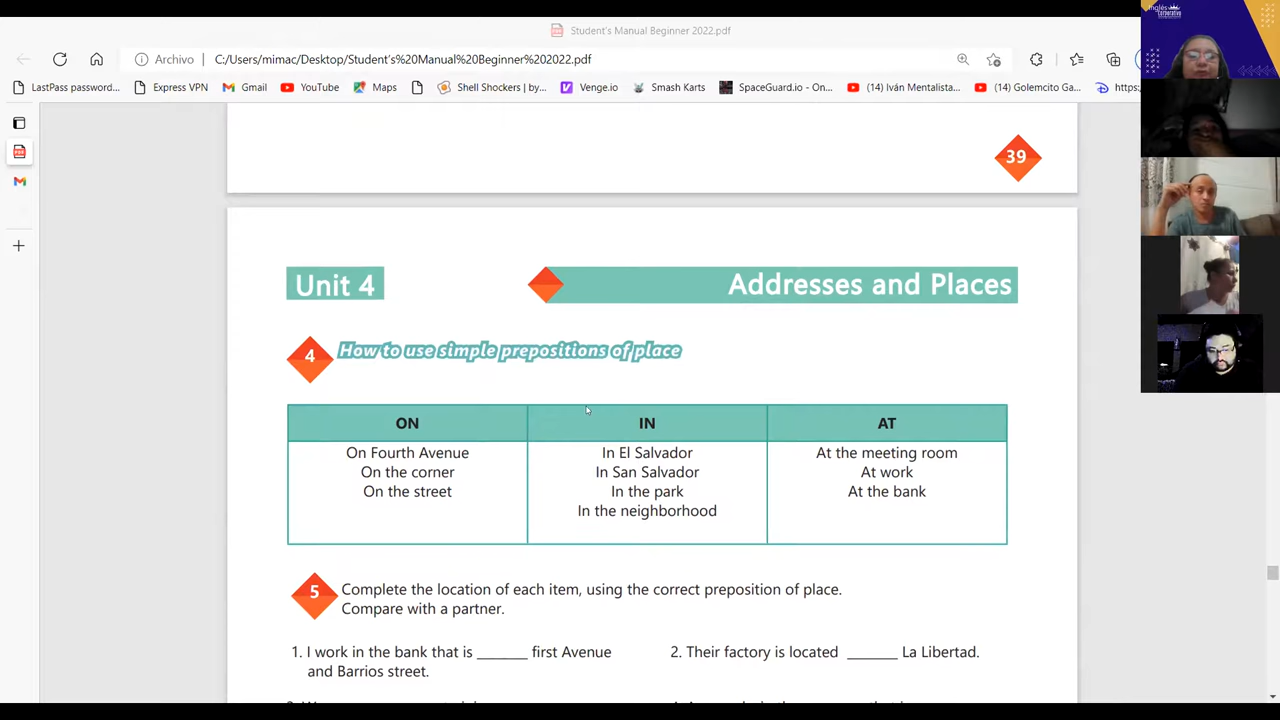 Student's Manual Beginner 2022.pdf
Archivo
C:/Users/mimac/Desktop/Student's%20Manual%20Beginner%202022.pdf
LastPass password...
Express VPN
Gmail
YouTube
Maps
Shell Shockers | by...
Venge.io
Smash Karts
SpaceGuard.io - On...
(14) Iván Mentalista...
(14) Golemcito Ga...
https:
Inglés
Corporativo
39
Unit 4
Addresses and Places
4
How to use simple prepositions of place
ON
IN
AT
On Fourth Avenue
On the corner
On the street
In El Salvador
In San Salvador
In the park
In the neighborhood
At the meeting room
At work
At the bank
5
Complete the location of each item, using the correct preposition of place.
Compare with a partner.
1. I work in the bank that is ______ first Avenue
and Barrios street.
2. Their factory is located ______ La Libertad.